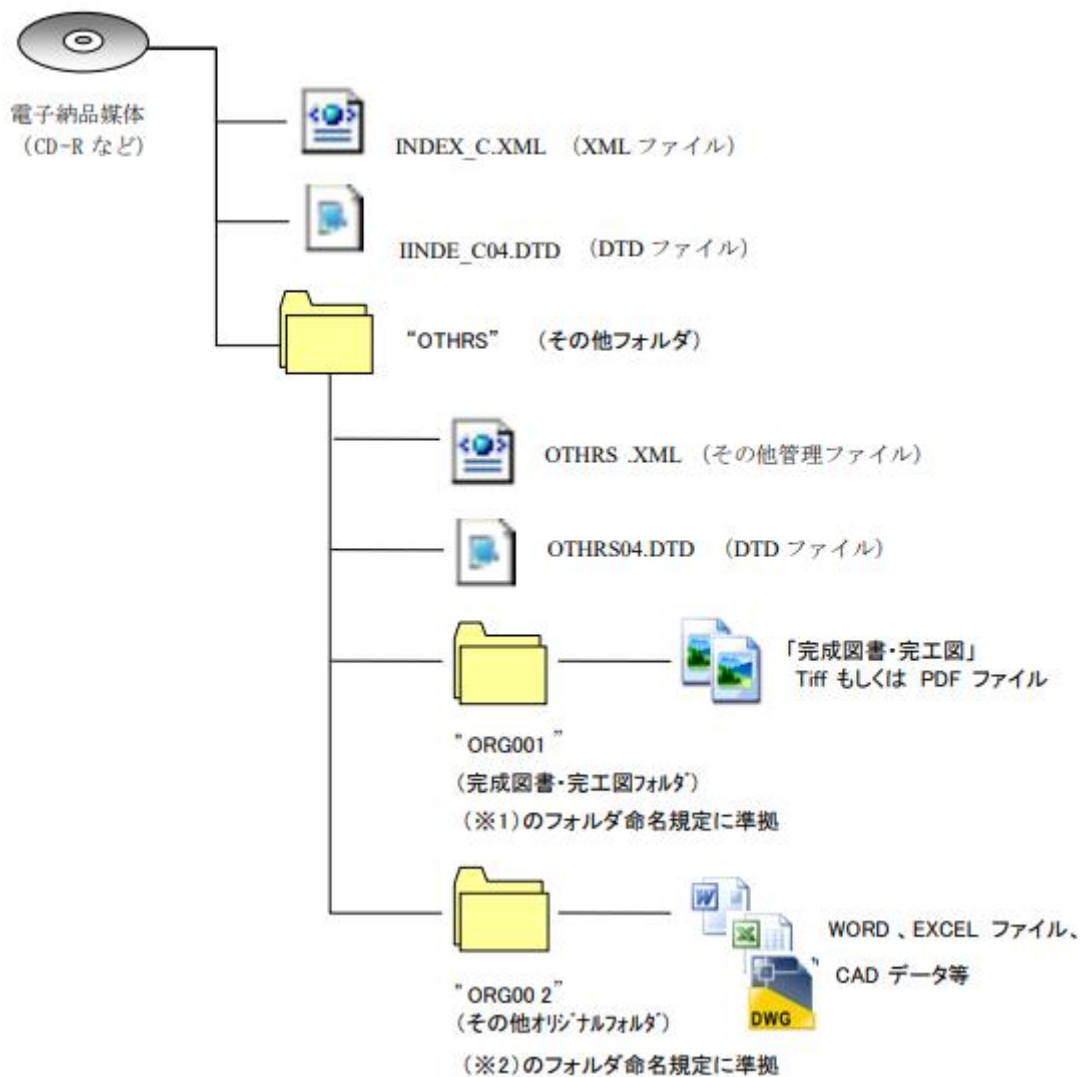 電子納品媒体
（CD-R など）
INDEX_C.XML （XML ファイル）
IINDE_C04.DTD （DTD ファイル）
“OTHRS” （その他フォルダ）
OTHRS .XML （その他管理ファイル）
OTHRS04.DTD （DTD ファイル）
「完成図書・完工図」
Tiff もしくは PDF ファイル
” ORG001 ”
（完成図書・完工図ﾌｫﾙﾀﾞ）
（※1）のフォルダ命名規定に準拠
WORD 、EXCEL ファイル、
CAD データ等
DWG
” ORG00 2”
（その他ｵﾘｼﾞﾅﾙﾌｫﾙﾀﾞ）
（※2）のフォルダ命名規定に準拠